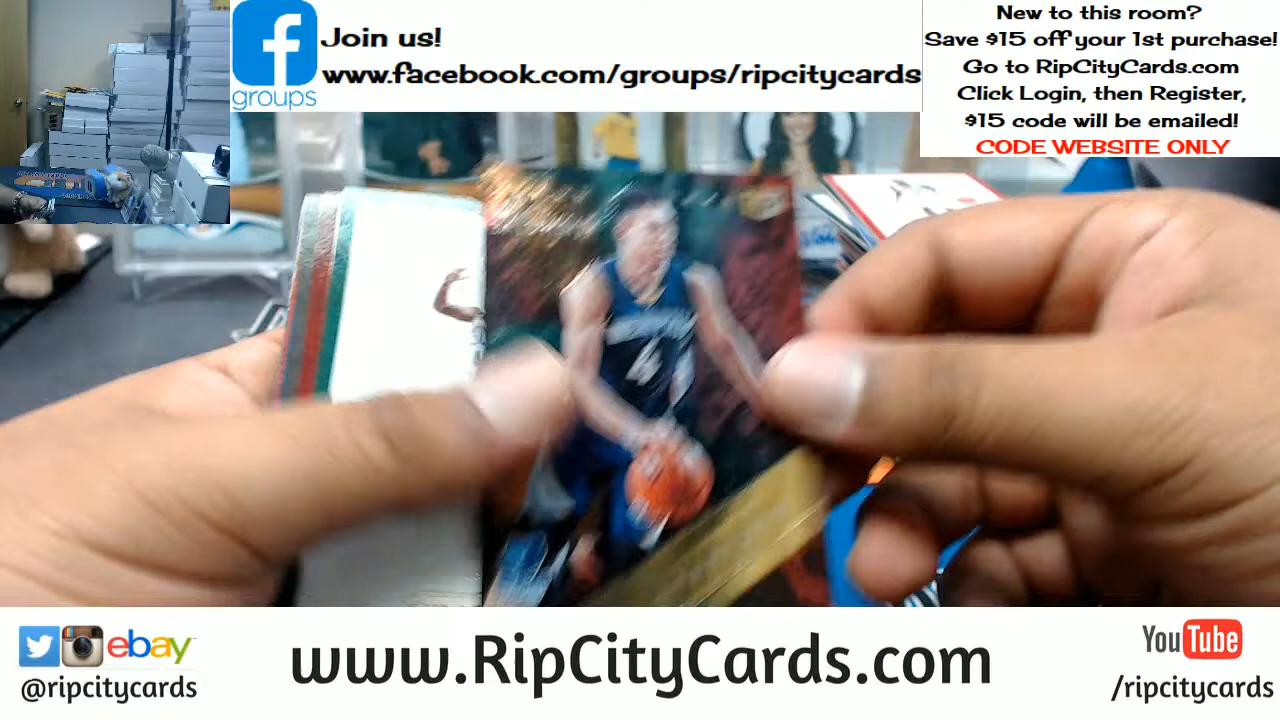 f
groups
Join us!
www.facebook.com/groups/ripcitycards
New to this room?
Save $15 off your 1st purchase!
Go to RipCityCards.com
Click Login, then Register,
$15 code will be emailed!
CODE WEBSITE ONLY
ebay
@ripcitycards
www.RipCityCards.com
YouTube
/ripcitycards